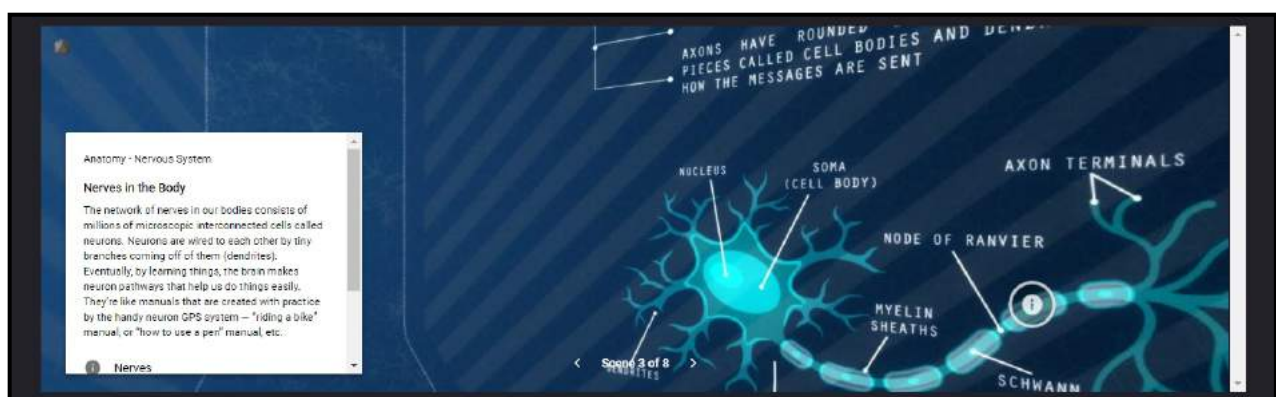 AXONS HAVE ROUNDED
PIECES CALLED CELL BODIES AND
HOW THE MESSAGES ARE SENT
Anatomy - Nervous System
Nerves in the Body
The network of nerves in our bodies consists of
millions of microscopic interconnected cells called
neurons. Neurons are wired to each other by tiny
branches coming off of them (dendrites).
Eventually, by learning things, the brain makes
neuron pathways that help us do things easily.
They're like manuals that are created with practice
by the handy neuron GPS system — "riding a bike"
manual, or "how to use a pen" manual, etc.
Nerves
NUCLEUS
SOMA
(CELL BODY)
AXON TERMINALS
NODE OF RANVIER
MYELIN
SHEATHS
SCHWANN
DENDRITES
Scene 3 of 8